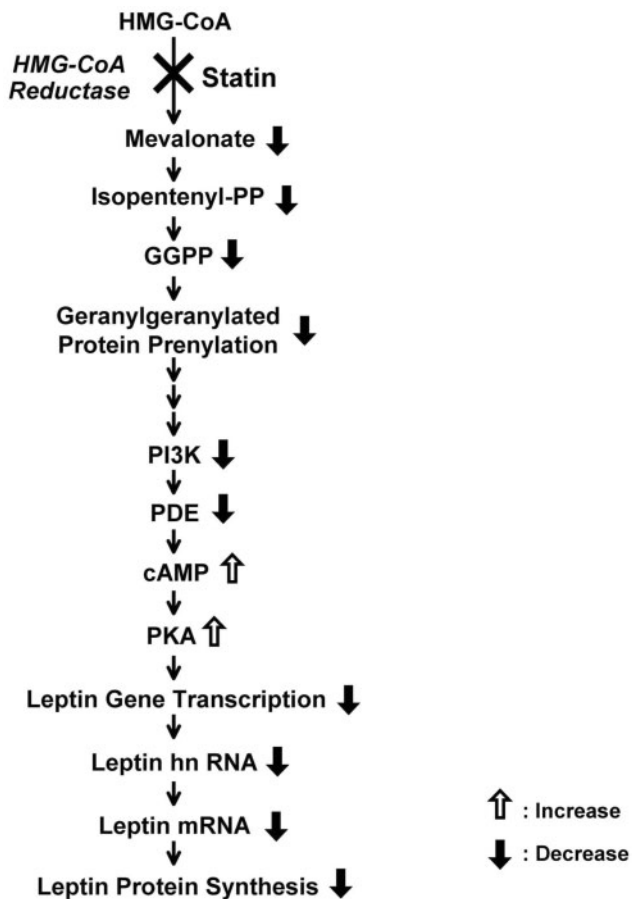 HMG-CoA
HMG-CoA
Reductase
Statin
Mevalonate
Isopentenyl-PP
GGPP
Geranylgeranylated
Protein Prenylation
PI3K
PDE
cAMP
PKA
Leptin Gene Transcription
Leptin hn RNA
Leptin mRNA
Leptin Protein Synthesis
: Increase
: Decrease